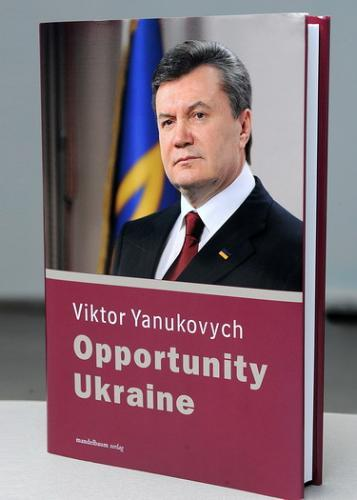 Viktor Yanukovych
Opportunity
Ukraine
mandelbaum verlag